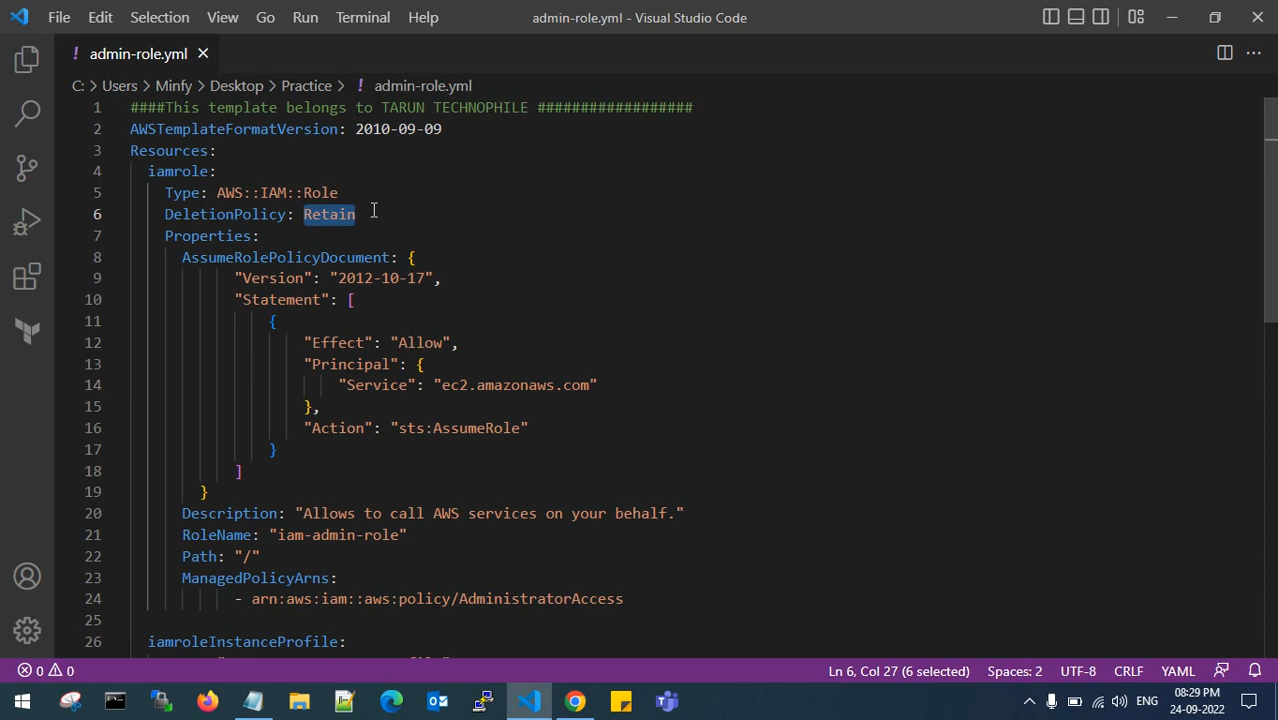 File Edit Selection View Go Run Terminal Help admin-role.yml - Visual Studio Code
! admin-role.yml ×
C: > Users > Minfy > Desktop > Practice > ! admin-role.yml
1 ####This template belongs to TARUN TECHNOPHILE ##################
2 AWSTemplateFormatVersion: 2010-09-09
3 Resources:
4 iamrole:
5 Type: AWS::IAM::Role
6 DeletionPolicy: Retain
7 Properties:
8 AssumeRolePolicyDocument: {
9 "Version": "2012-10-17",
10 "Statement": [
11 {
12 "Effect": "Allow",
13 "Principal": {
14 "Service": "ec2.amazonaws.com"
15 },
16 "Action": "sts:AssumeRole"
17 }
18 ]
19 }
20 Description: "Allows to call AWS services on your behalf."
21 RoleName: "iam-admin-role"
22 Path: "/"
23 ManagedPolicyArns:
24 - arn:aws:iam::aws:policy/AdministratorAccess
25
26 iamroleInstanceProfile:
0 0 Ln 6, Col 27 (6 selected) Spaces: 2 UTF-8 CRLF YAML
ENG 08:29 PM
24-09-2022